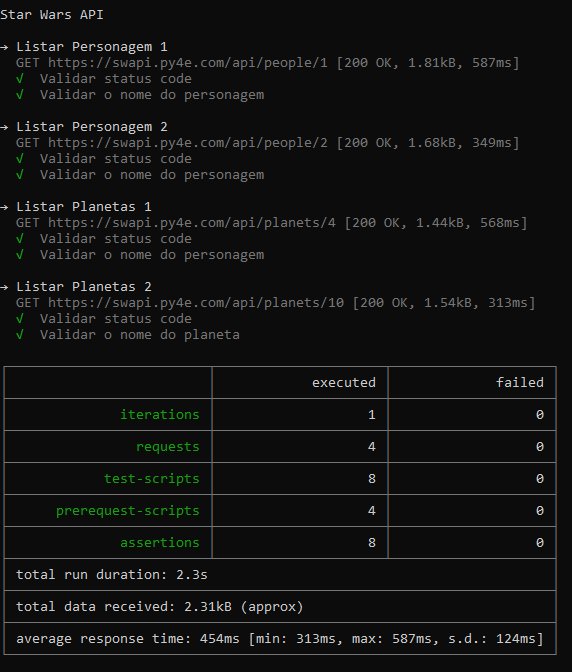 Star Wars API
→ Listar Personagem 1
GET https://swapi.py4e.com/api/people/1 [200 OK, 1.81kB, 587ms]
√ Validar status code
√ Validar o nome do personagem
→ Listar Personagem 2
GET https://swapi.py4e.com/api/people/2 [200 OK, 1.68kB, 349ms]
√ Validar status code
√ Validar o nome do personagem
→ Listar Planetas 1
GET https://swapi.py4e.com/api/planets/4 [200 OK, 1.44kB, 568ms]
√ Validar status code
√ Validar o nome do personagem
→ Listar Planetas 2
GET https://swapi.py4e.com/api/planets/10 [200 OK, 1.54kB, 313ms]
√ Validar status code
√ Validar o nome do planeta
executed failed
iterations 1 0
requests 4 0
test-scripts 8 0
prerequest-scripts 4 0
assertions 8 0
total run duration: 2.3s
total data received: 2.31kB (approx)
average response time: 454ms [min: 313ms, max: 587ms, s.d.: 124ms]